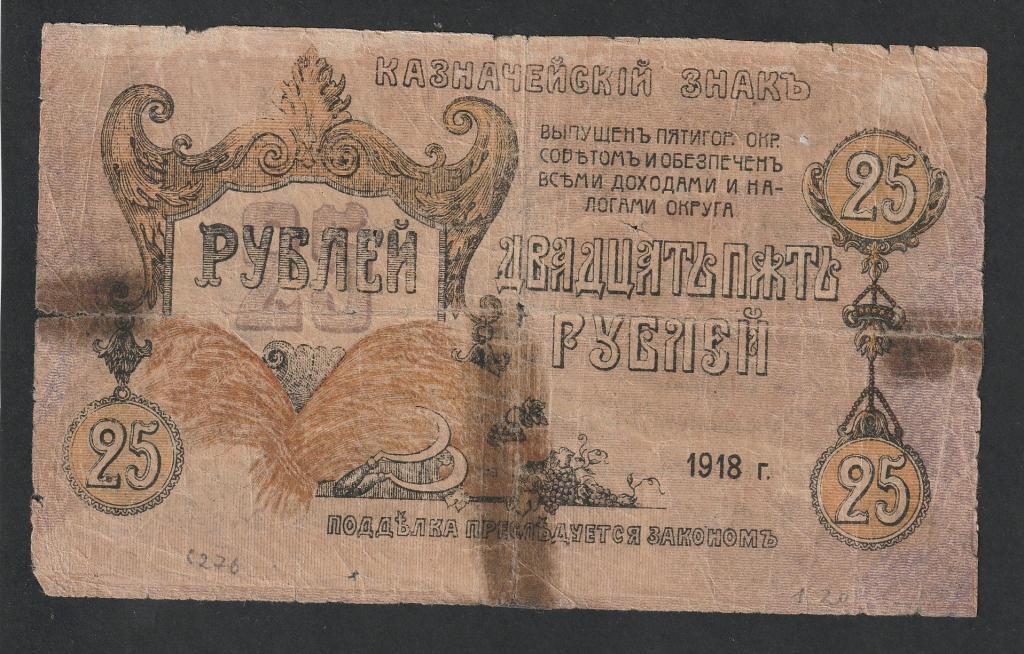 КАЗНАЧЕЙСКІЙ ЗНАКЪ
ВЫПУЩЕНЪ ПЯТИГОР. ОКР.
СОВѢТОМЪ И ОБЕЗПЕЧЕНЪ
ВСѢМИ ДОХОДАМИ И НА-
ЛОГАМИ ОКРУГА
25
25
РУБЛЕЙ
ДВАДЦАТЬ ПЯТЬ
РУБЛЕЙ
25
25
1918 г.
ПОДДѢЛКА ПРЕСЛѢДУЕТСЯ ЗАКОНОМЪ